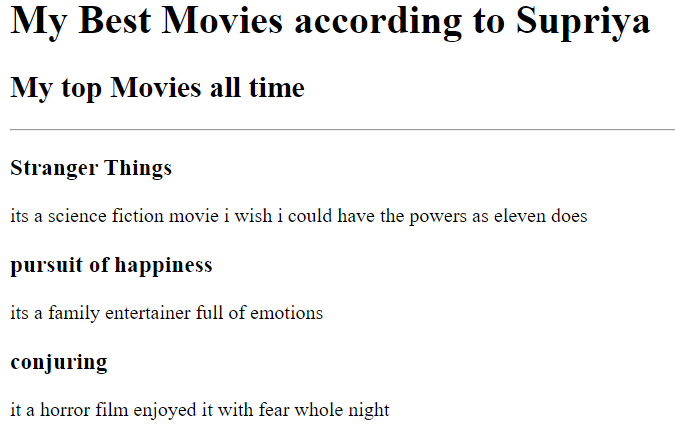 My Best Movies according to Supriya
My top Movies all time
Stranger Things
its a science fiction movie i wish i could have the powers as eleven does
pursuit of happiness
its a family entertainer full of emotions
conjuring
it a horror film enjoyed it with fear whole night